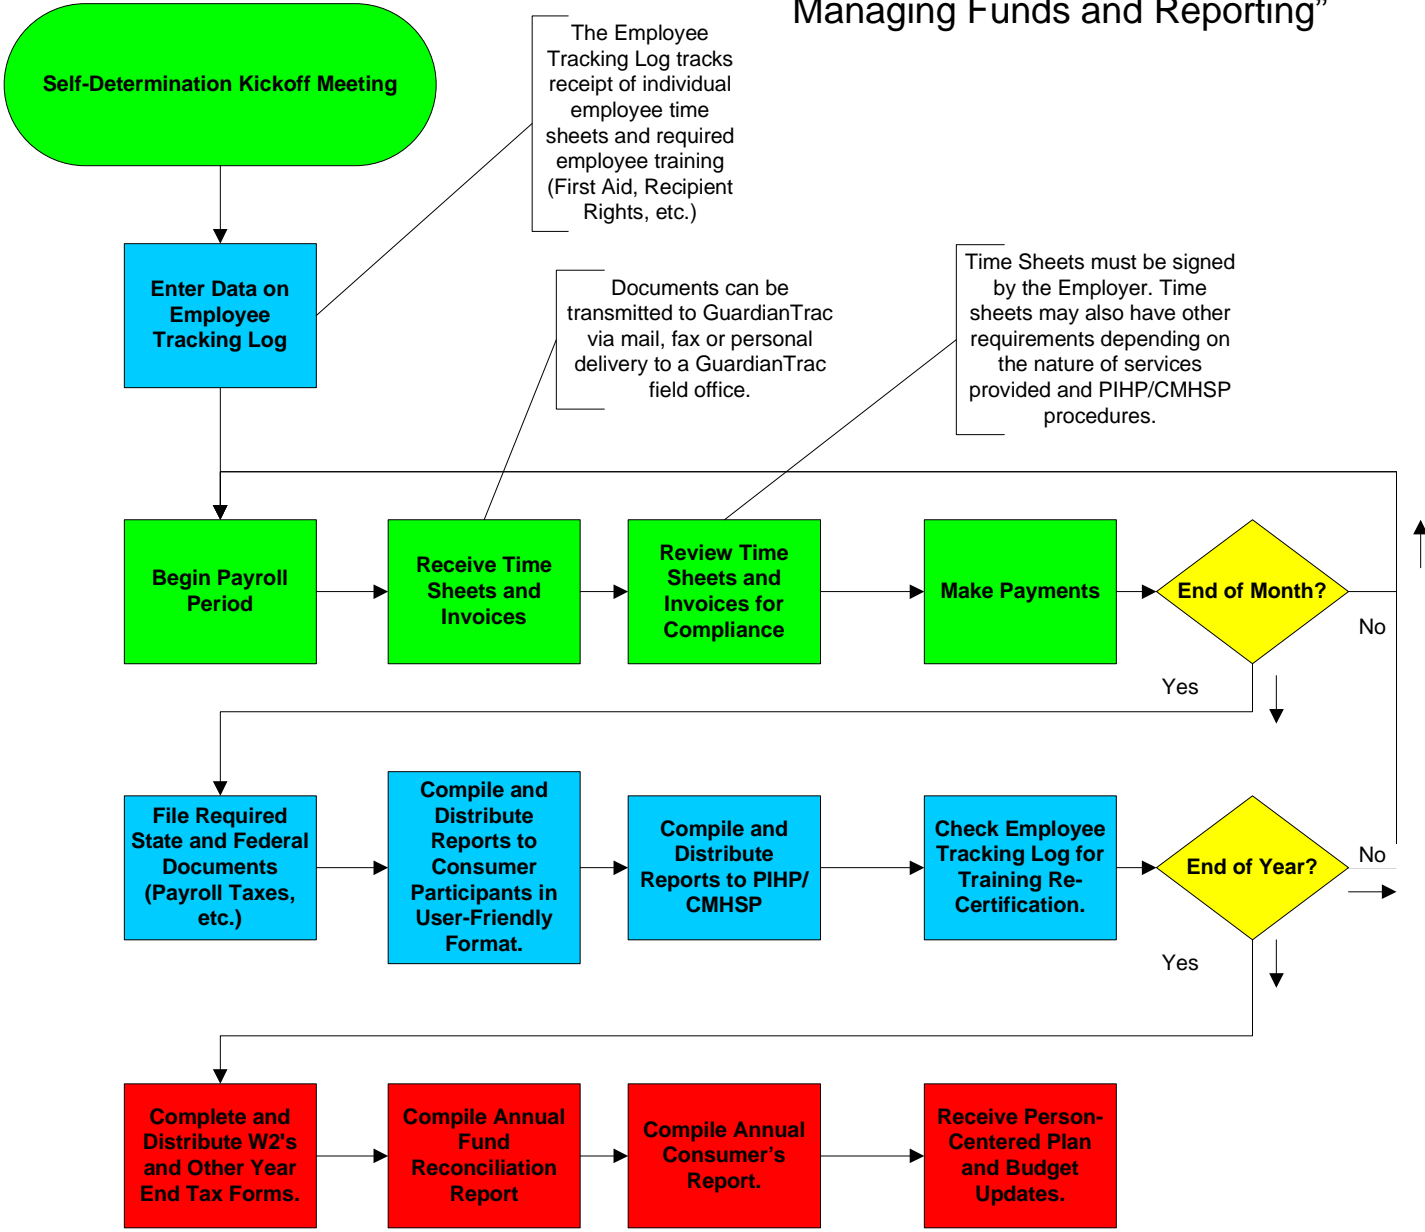 Managing Funds and Reporting”
Self-Determination Kickoff Meeting
The Employee
Tracking Log tracks
receipt of individual
employee time
sheets and required
employee training
(First Aid, Recipient
Rights, etc.)
Enter Data on
Employee
Tracking Log
Documents can be
transmitted to GuardianTrac
via mail, fax or personal
delivery to a GuardianTrac
field office.
Time Sheets must be signed
by the Employer. Time
sheets may also have other
requirements depending on
the nature of services
provided and PIHP/CMHSP
procedures.
Begin Payroll
Period
Receive Time
Sheets and
Invoices
Review Time
Sheets and
Invoices for
Compliance
Make Payments
End of Month?
No
Yes
File Required
State and Federal
Documents
(Payroll Taxes,
etc.)
Compile and
Distribute
Reports to
Consumer
Participants in
User-Friendly
Format.
Compile and
Distribute
Reports to PIHP/
CMHSP
Check Employee
Tracking Log for
Training Re-
Certification.
End of Year?
No
Yes
Complete and
Distribute W2's
and Other Year
End Tax Forms.
Compile Annual
Fund
Reconciliation
Report
Compile Annual
Consumer's
Report.
Receive Person-
Centered Plan
and Budget
Updates.